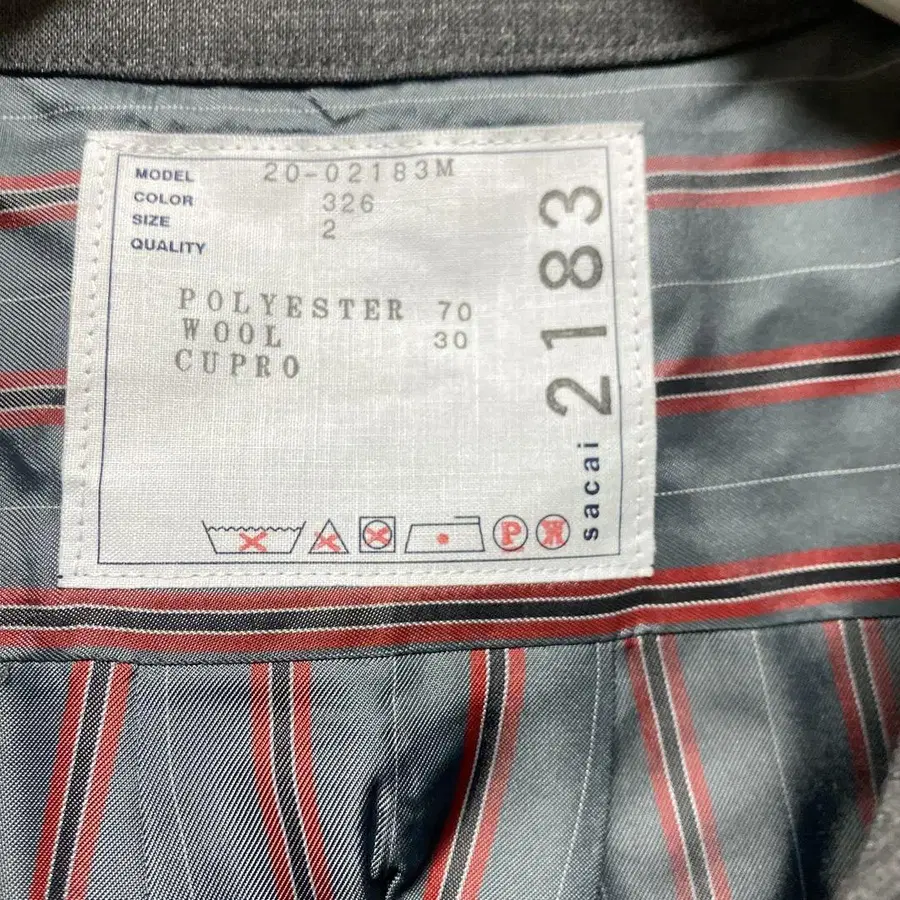 MODEL 20-02183M
COLOR 326
SIZE 2
QUALITY
POLYESTER 70
WOOL 30
CUPRO
P
sacai 2183